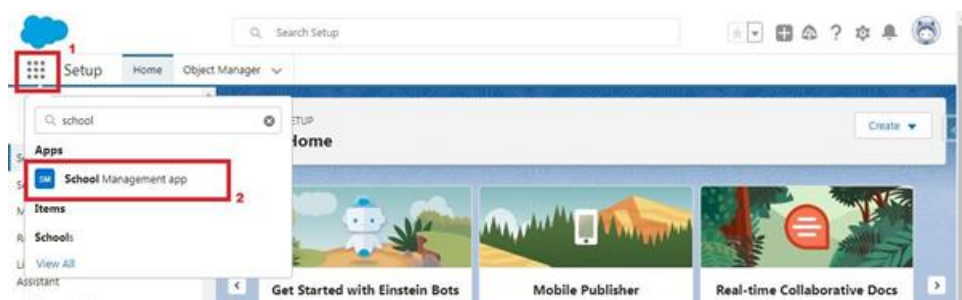 Search Setup
1
Setup Home Object Manager
school
SETUP
Home
Create
Apps
SM School Management app
2
Items
Schools
View All
Assistant
Get Started with Einstein Bots
Mobile Publisher
Real-time Collaborative Docs